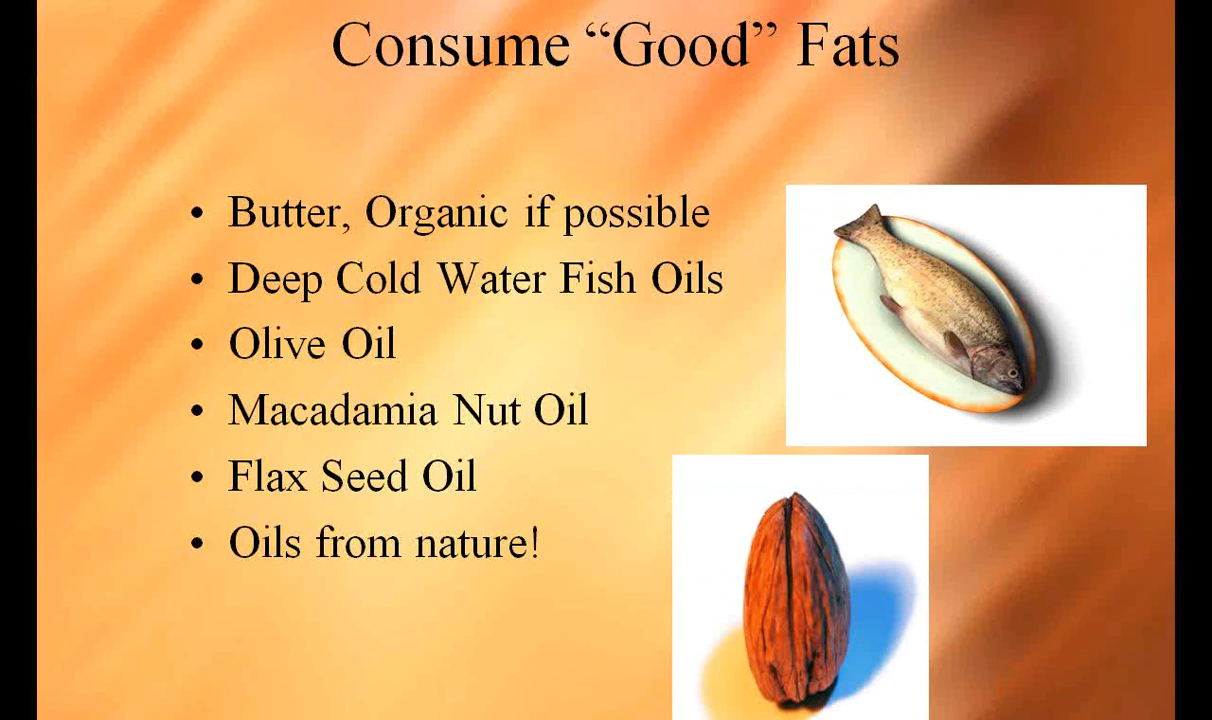 Consume “Good” Fats
• Butter, Organic if possible
• Deep Cold Water Fish Oils
• Olive Oil
• Macadamia Nut Oil
• Flax Seed Oil
• Oils from nature!